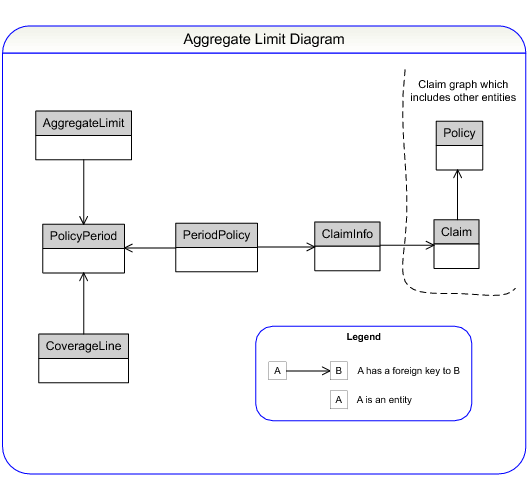 Aggregate Limit Diagram
Claim graph which
includes other entities
AggregateLimit
Policy
PolicyPeriod
PeriodPolicy
ClaimInfo
Claim
CoverageLine
Legend
A
B
A has a foreign key to B
A
A is an entity